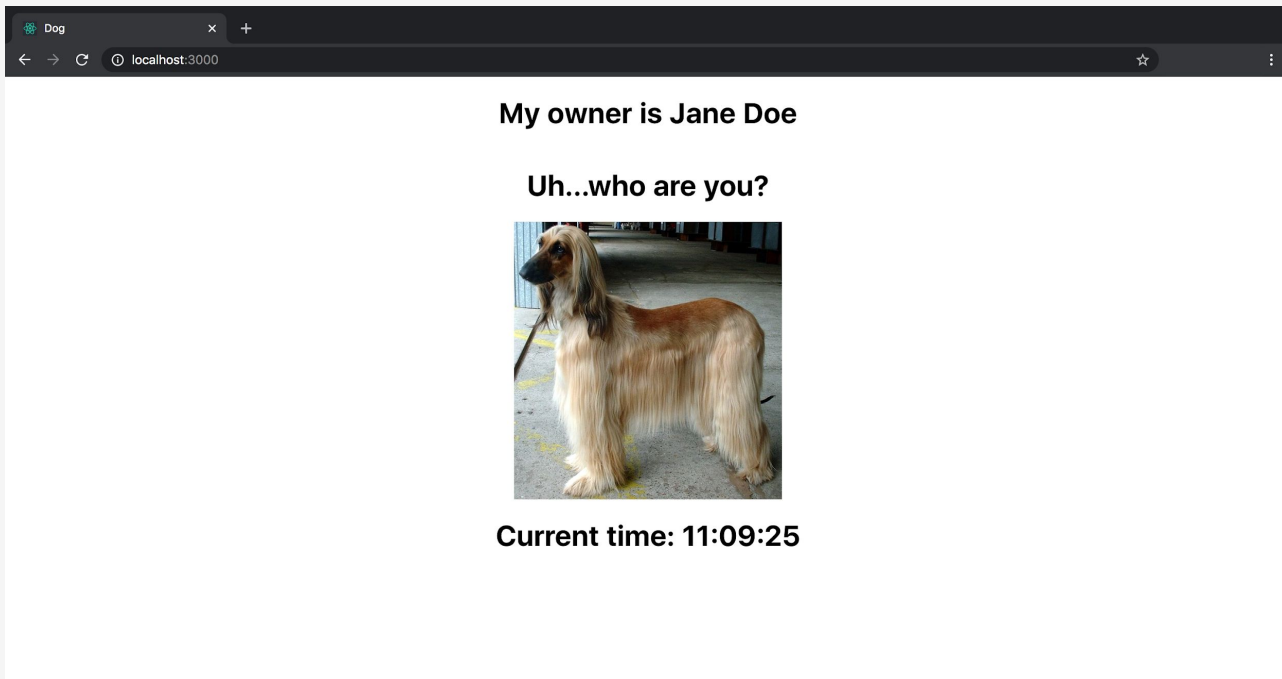 Dog
localhost:3000
My owner is Jane Doe
Uh...who are you?
Current time: 11:09:25